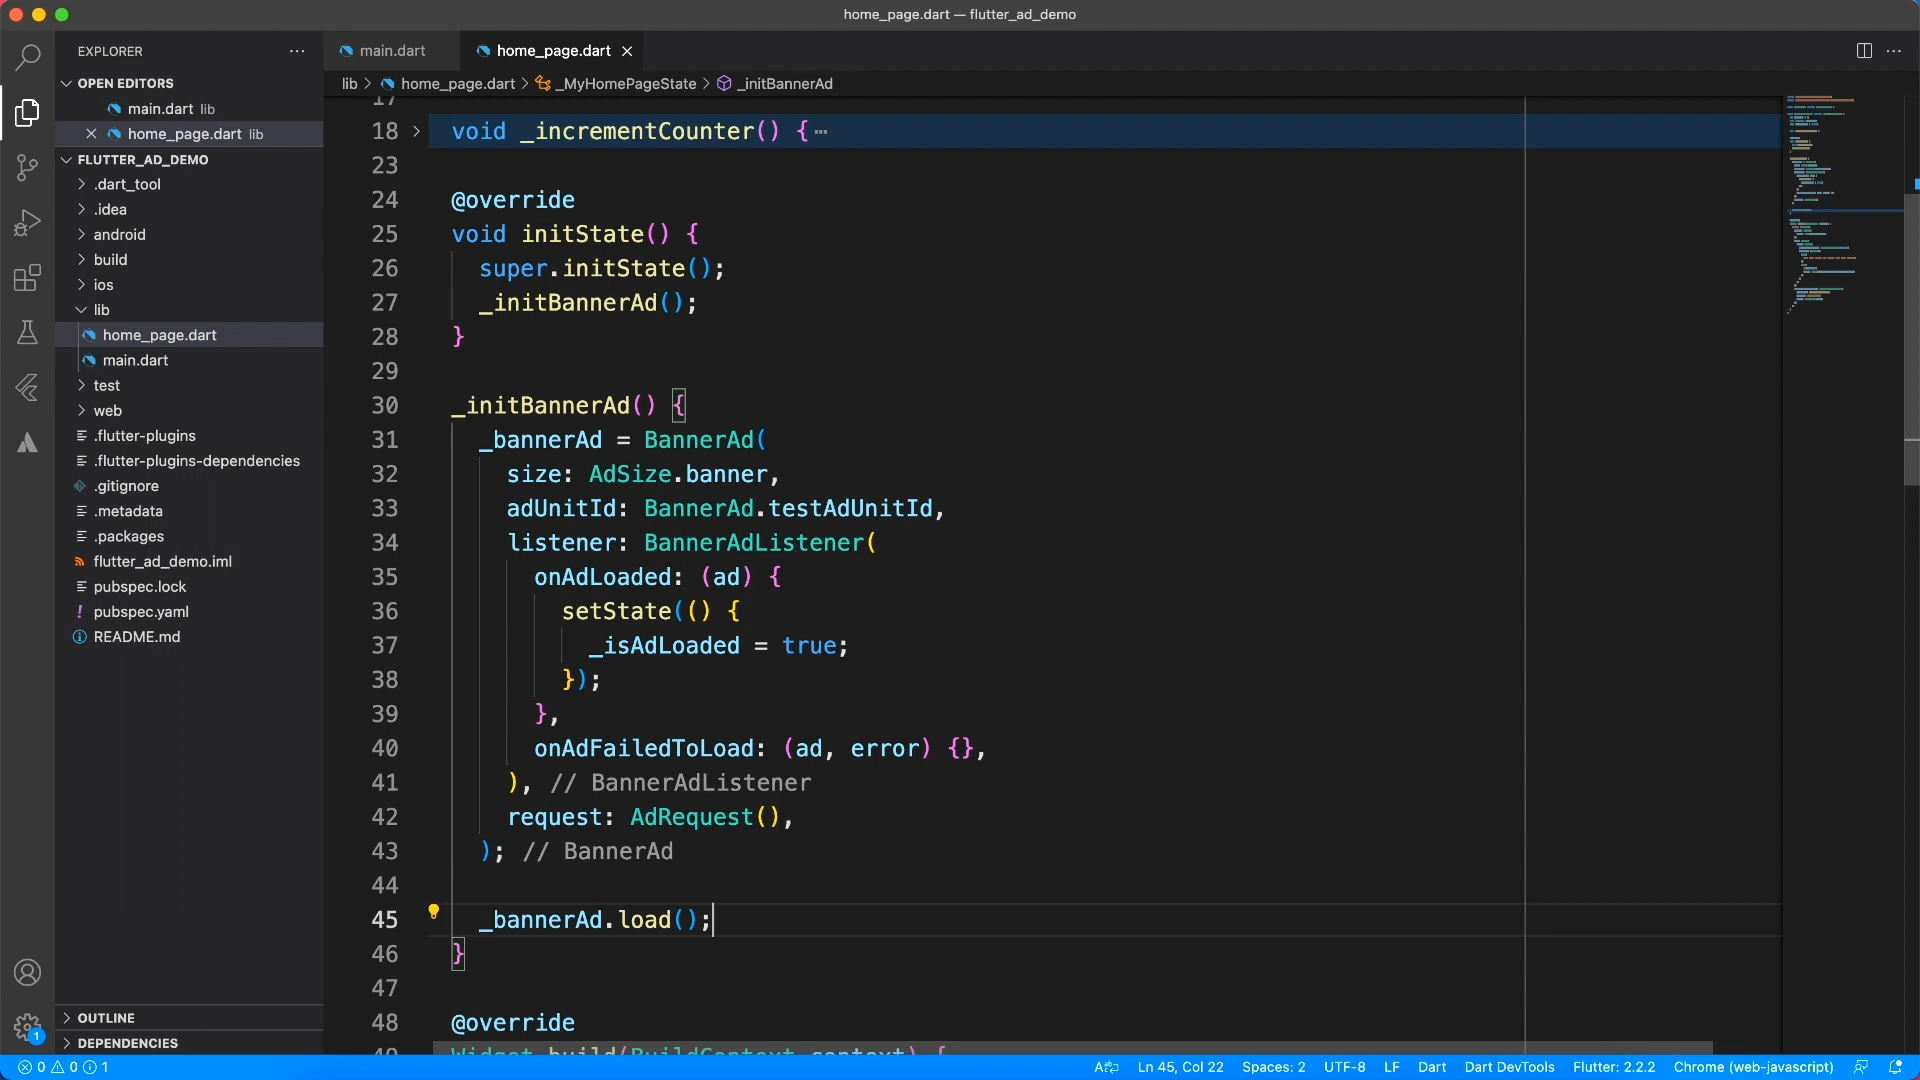 home_page.dart — flutter_ad_demo
EXPLORER
OPEN EDITORS
main.dart lib
home_page.dart lib
FLUTTER_AD_DEMO
.dart_tool
.idea
android
build
ios
lib
home_page.dart
main.dart
test
web
.flutter-plugins
.flutter-plugins-dependencies
.gitignore
.metadata
.packages
flutter_ad_demo.iml
pubspec.lock
pubspec.yaml
README.md
OUTLINE
DEPENDENCIES
main.dart
home_page.dart
lib > home_page.dart > _MyHomePageState > _initBannerAd
17
18 void _incrementCounter() {
23
24 @override
25 void initState() {
26 super.initState();
27 _initBannerAd();
28 }
29
30 _initBannerAd() {
31 _bannerAd = BannerAd(
32 size: AdSize.banner,
33 adUnitId: BannerAd.testAdUnitId,
34 listener: BannerAdListener(
35 onAdLoaded: (ad) {
36 setState(() {
37 _isAdLoaded = true;
38 });
39 },
40 onAdFailedToLoad: (ad, error) {},
41 ), // BannerAdListener
42 request: AdRequest(),
43 ); // BannerAd
44
45 _bannerAd.load();
46 }
47
48 @override
49 Widget build(BuildContext context) {
1
0 0 1
Ln 45, Col 22 Spaces: 2 UTF-8 LF Dart Dart DevTools Flutter: 2.2.2 Chrome (web-javascript)